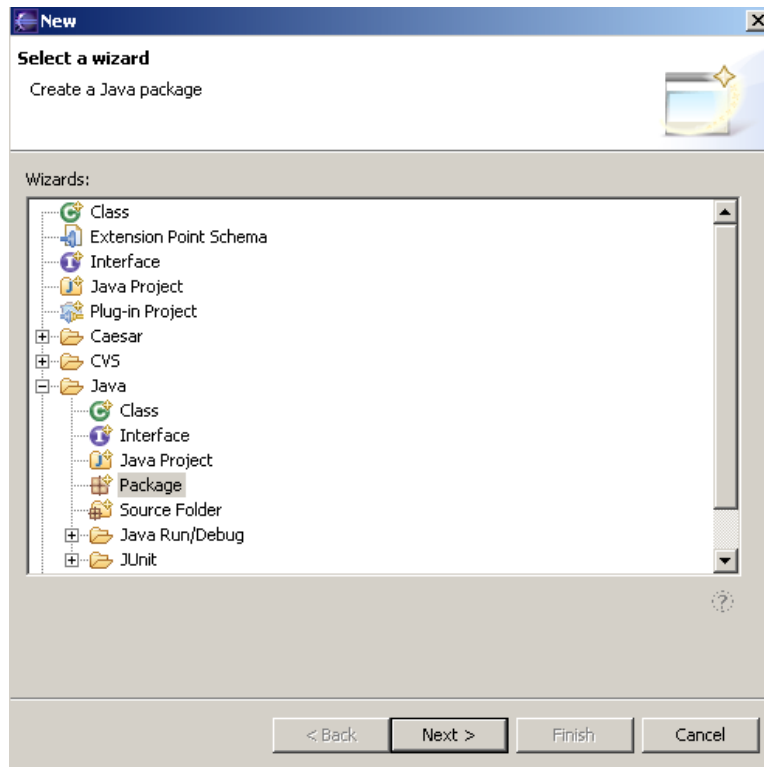 New
Select a wizard
Create a Java package
Wizards:
Class
Extension Point Schema
Interface
Java Project
Plug-in Project
Caesar
CVS
Java
Class
Interface
Java Project
Package
Source Folder
Java Run/Debug
JUnit
< Back Next > Finish Cancel